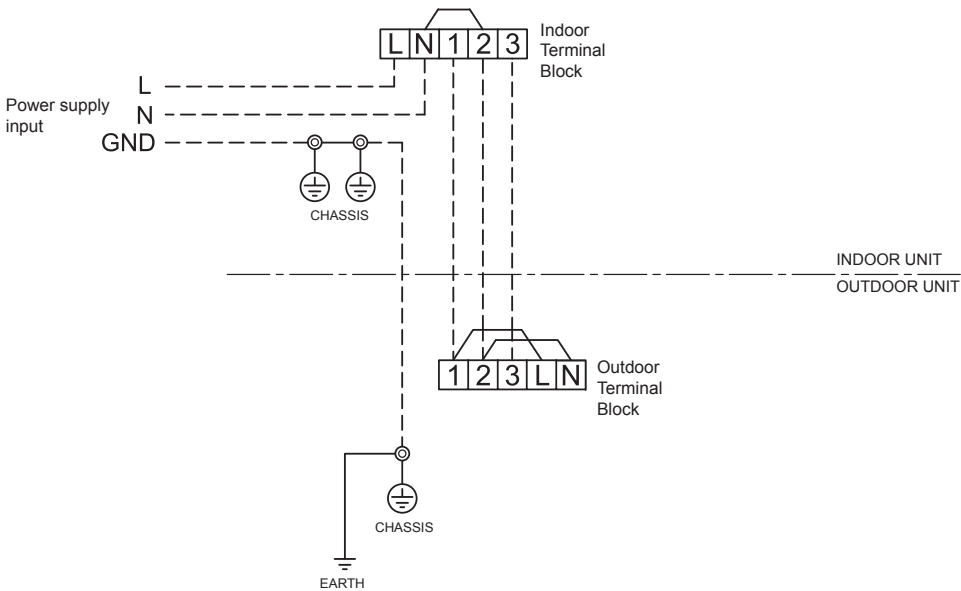 L N 1 2 3
Indoor
Terminal
Block
Power supply
input
L
N
GND
CHASSIS
INDOOR UNIT
OUTDOOR UNIT
1 2 3 L N
Outdoor
Terminal
Block
CHASSIS
EARTH